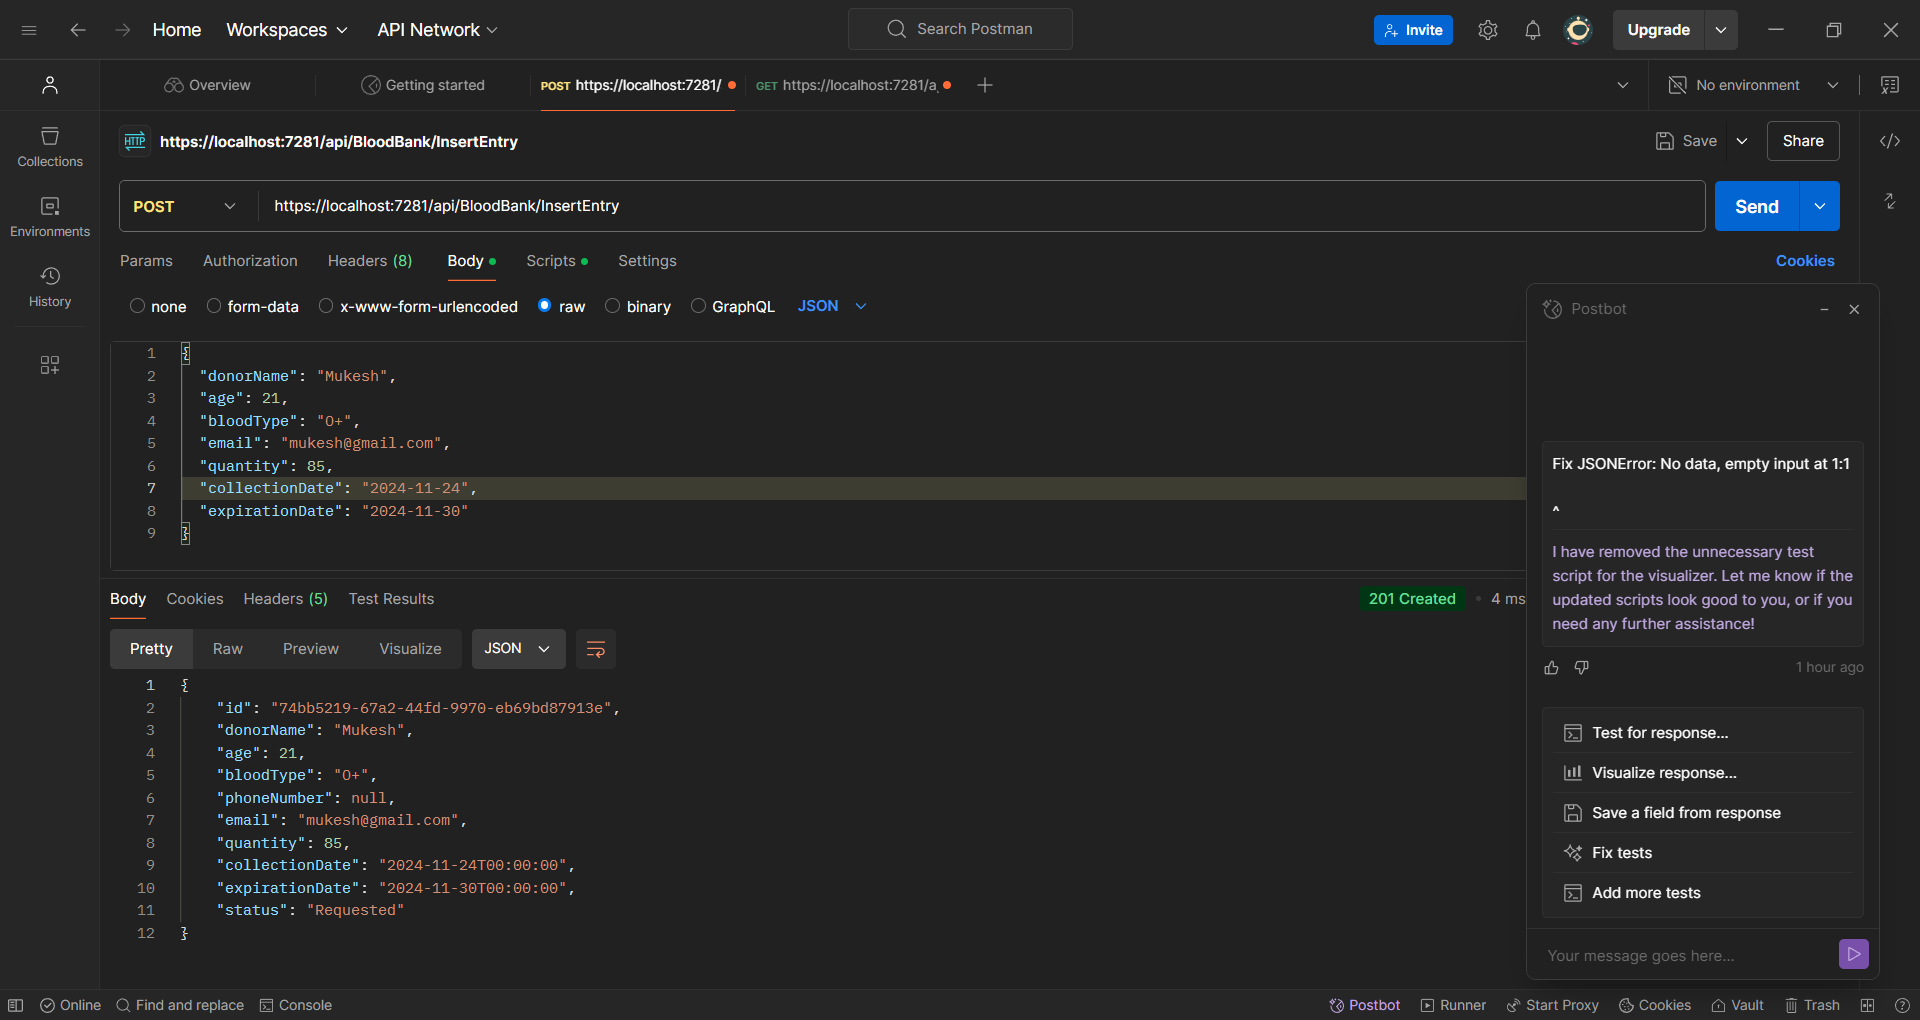 Home Workspaces API Network Search Postman Invite Upgrade
Overview Getting started POST https://localhost:7281/ GET https://localhost:7281/a No environment
HTTP https://localhost:7281/api/BloodBank/InsertEntry Save Share
Collections
Environments
History
POST https://localhost:7281/api/BloodBank/InsertEntry Send
Params Authorization Headers (8) Body Scripts Settings Cookies
none form-data x-www-form-urlencoded raw binary GraphQL JSON
1 {
2 "donorName": "Mukesh",
3 "age": 21,
4 "bloodType": "O+",
5 "email": "mukesh@gmail.com",
6 "quantity": 85,
7 "collectionDate": "2024-11-24",
8 "expirationDate": "2024-11-30"
9 }
Body Cookies Headers (5) Test Results 201 Created 4 ms
Pretty Raw Preview Visualize JSON
1 {
2 "id": "74bb5219-67a2-44fd-9970-eb69bd87913e",
3 "donorName": "Mukesh",
4 "age": 21,
5 "bloodType": "O+",
6 "phoneNumber": null,
7 "email": "mukesh@gmail.com",
8 "quantity": 85,
9 "collectionDate": "2024-11-24T00:00:00",
10 "expirationDate": "2024-11-30T00:00:00",
11 "status": "Requested"
12 }
Postbot
Fix JSONError: No data, empty input at 1:1
^
I have removed the unnecessary test
script for the visualizer. Let me know if the
updated scripts look good to you, or if you
need any further assistance!
1 hour ago
Test for response...
Visualize response...
Save a field from response
Fix tests
Add more tests
Your message goes here...
Online Find and replace Console Postbot Runner Start Proxy Cookies Vault Trash